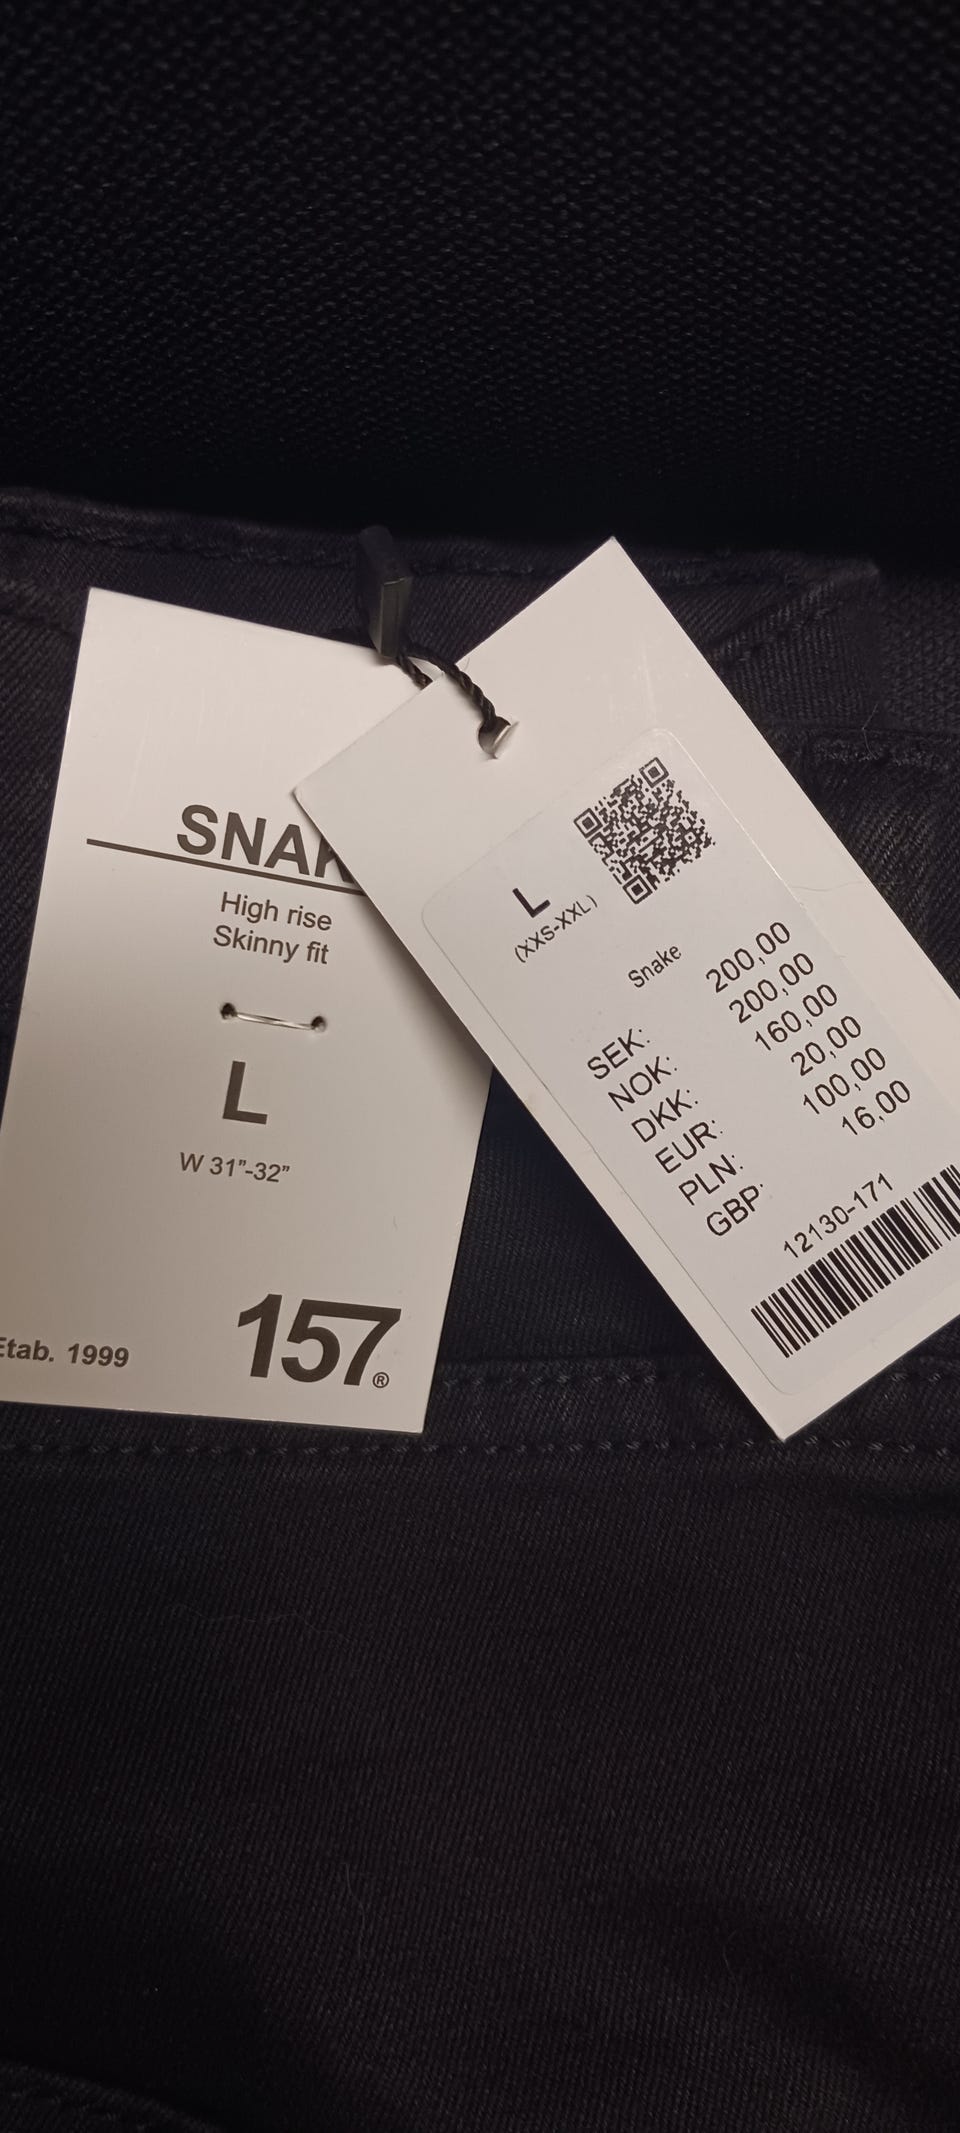 SNAK
High rise
Skinny fit
L
W 31”-32”
Etab. 1999
157®
L
(XXS-XXL)
Snake
SEK: 200,00
NOK: 200,00
DKK: 160,00
EUR: 20,00
PLN: 100,00
GBP: 16,00
12130-171